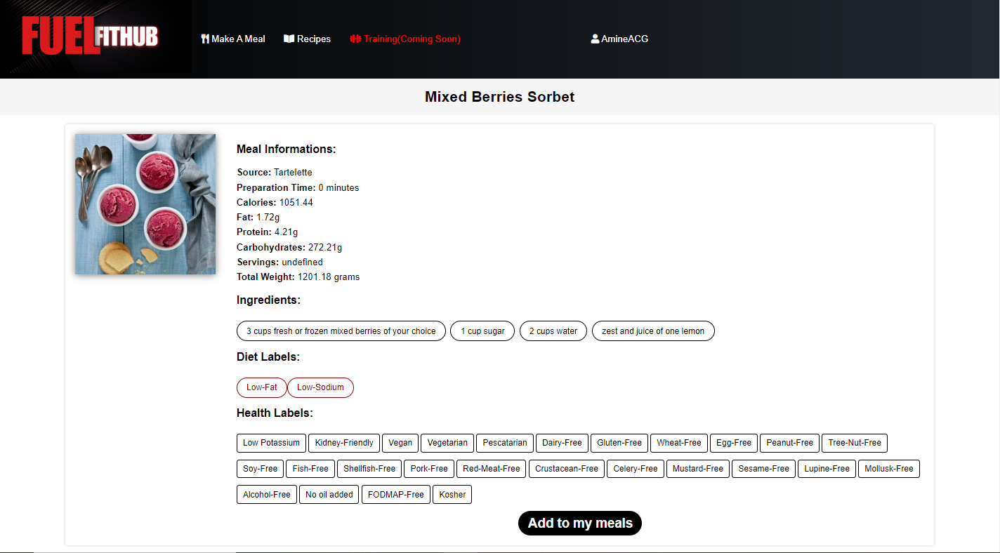 FUELFITHUB
Make A Meal Recipes Training(Coming Soon) AmineACG
Mixed Berries Sorbet
Meal Informations:
Source: Tartelette
Preparation Time: 0 minutes
Calories: 1051.44
Fat: 1.72g
Protein: 4.21g
Carbohydrates: 272.21g
Servings: undefined
Total Weight: 1201.18 grams
Ingredients:
3 cups fresh or frozen mixed berries of your choice 1 cup sugar 2 cups water zest and juice of one lemon
Diet Labels:
Low-Fat Low-Sodium
Health Labels:
Low Potassium Kidney-Friendly Vegan Vegetarian Pescatarian Dairy-Free Gluten-Free Wheat-Free Egg-Free Peanut-Free Tree-Nut-Free
Soy-Free Fish-Free Shellfish-Free Pork-Free Red-Meat-Free Crustacean-Free Celery-Free Mustard-Free Sesame-Free Lupine-Free Mollusk-Free
Alcohol-Free No oil added FODMAP-Free Kosher
Add to my meals